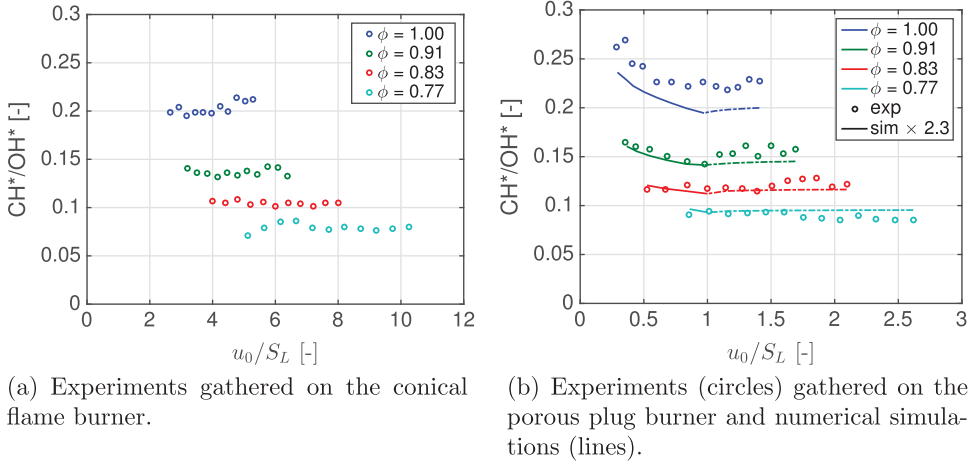 CH*/OH* [-]
0.3
0.25
0.2
0.15
0.1
0.05
0
0 2 4 6 8 10 12
u₀/S_L [-]
ϕ = 1.00
ϕ = 0.91
ϕ = 0.83
ϕ = 0.77
(a) Experiments gathered on the conical
flame burner.
CH*/OH* [-]
0.3
0.25
0.2
0.15
0.1
0.05
0
0 0.5 1 1.5 2 2.5 3
u₀/S_L [-]
ϕ = 1.00
ϕ = 0.91
ϕ = 0.83
ϕ = 0.77
exp
sim × 2.3
(b) Experiments (circles) gathered on the
porous plug burner and numerical simula-
tions (lines).